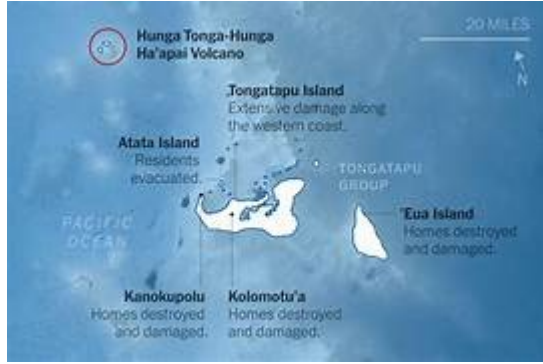 20 MILES
N
Hunga Tonga-Hunga
Ha'apai Volcano
Tongatapu Island
Extensive damage along
the western coast.
Atata Island
Residents
evacuated.
TONGATAPU
GROUP
'Eua Island
Homes destroyed
and damaged.
PACIFIC
OCEAN
Kanokupolu
Homes destroyed
and damaged.
Kolomotu'a
Homes destroyed
and damaged.